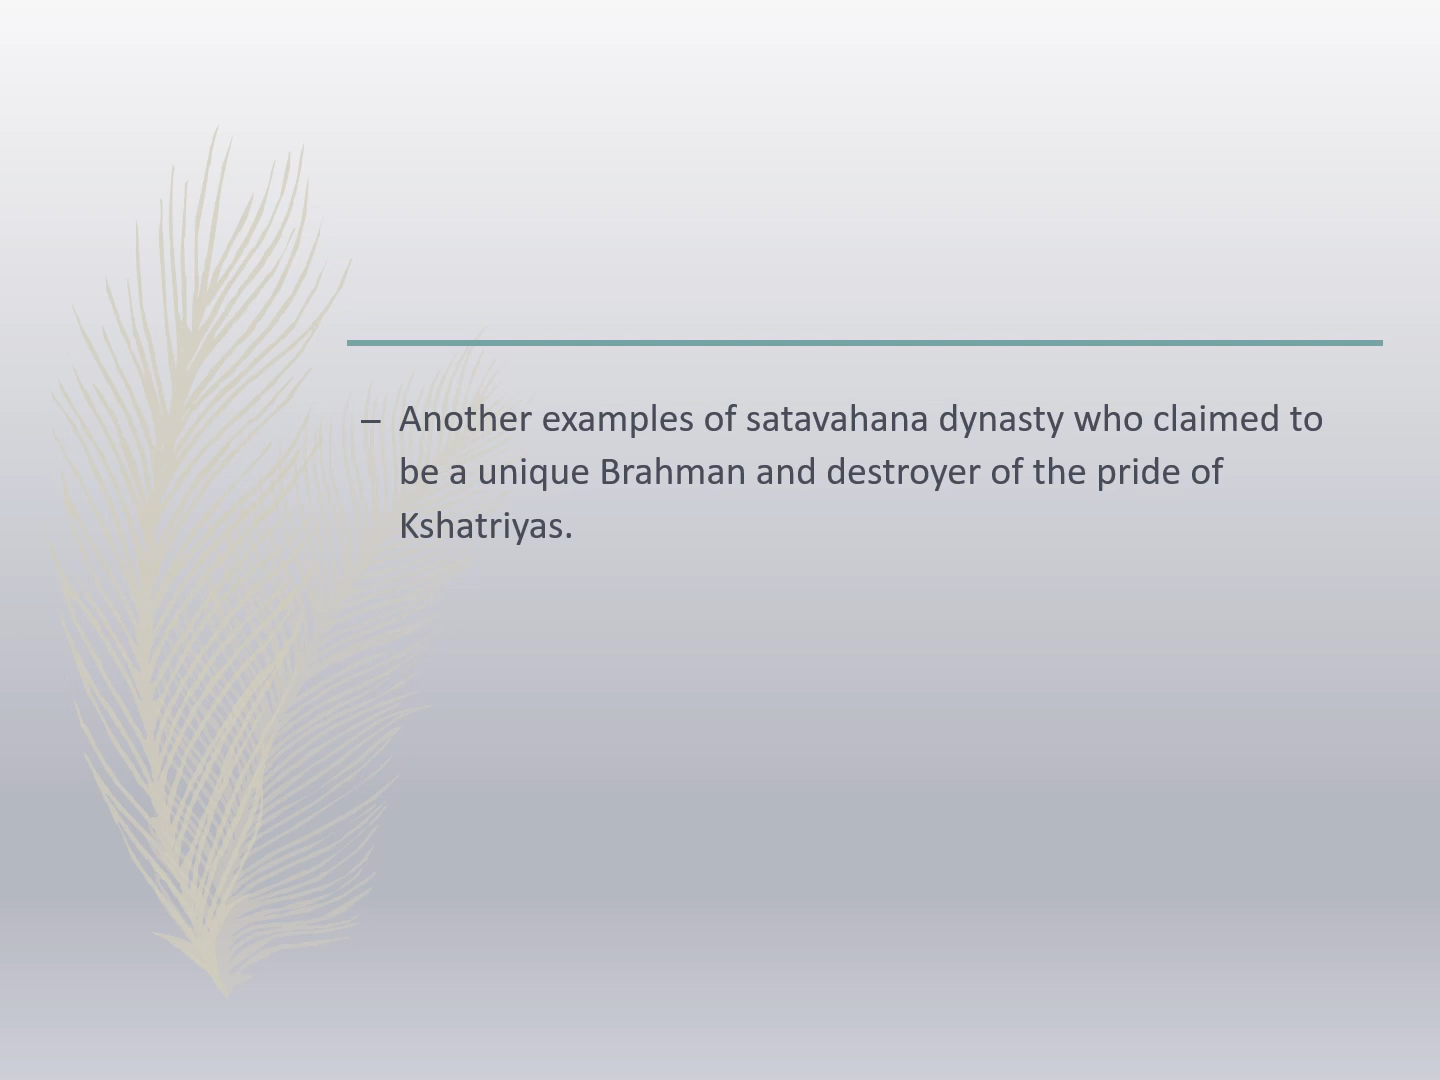 – Another examples of satavahana dynasty who claimed to
be a unique Brahman and destroyer of the pride of
Kshatriyas.